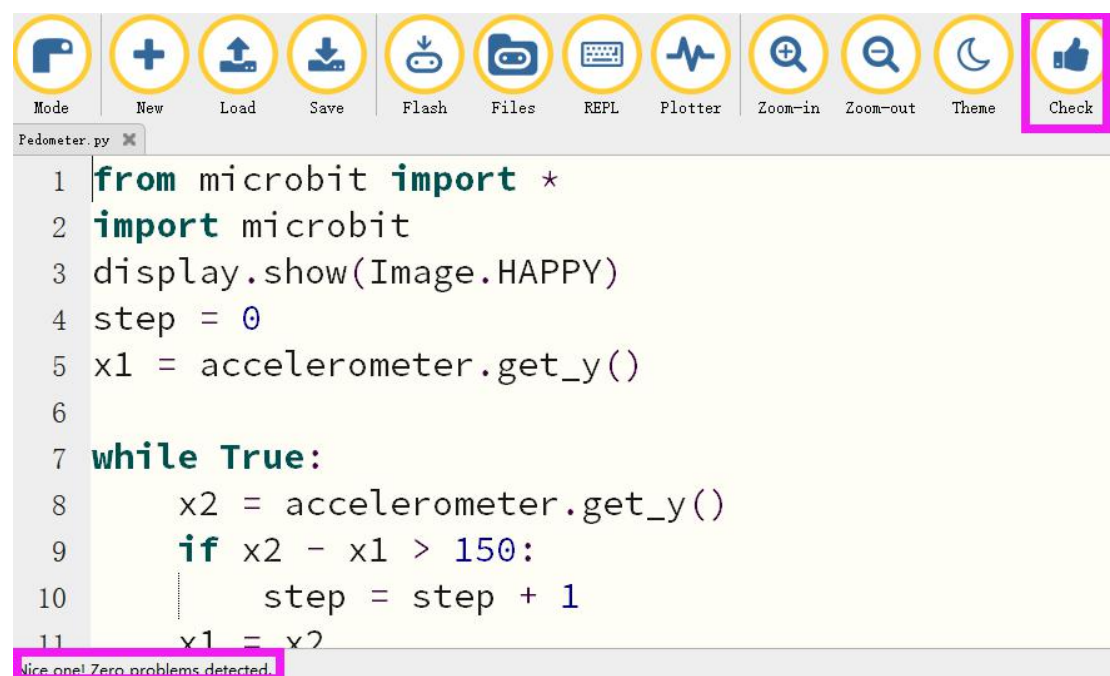 Mode New Load Save Flash Files REPL Plotter Zoom-in Zoom-out Theme Check
Pedometer.py
1 from microbit import *
2 import microbit
3 display.show(Image.HAPPY)
4 step = 0
5 x1 = accelerometer.get_y()
6
7 while True:
8 x2 = accelerometer.get_y()
9 if x2 - x1 > 150:
10 step = step + 1
11 x1 = x2
Nice one! Zero problems detected.